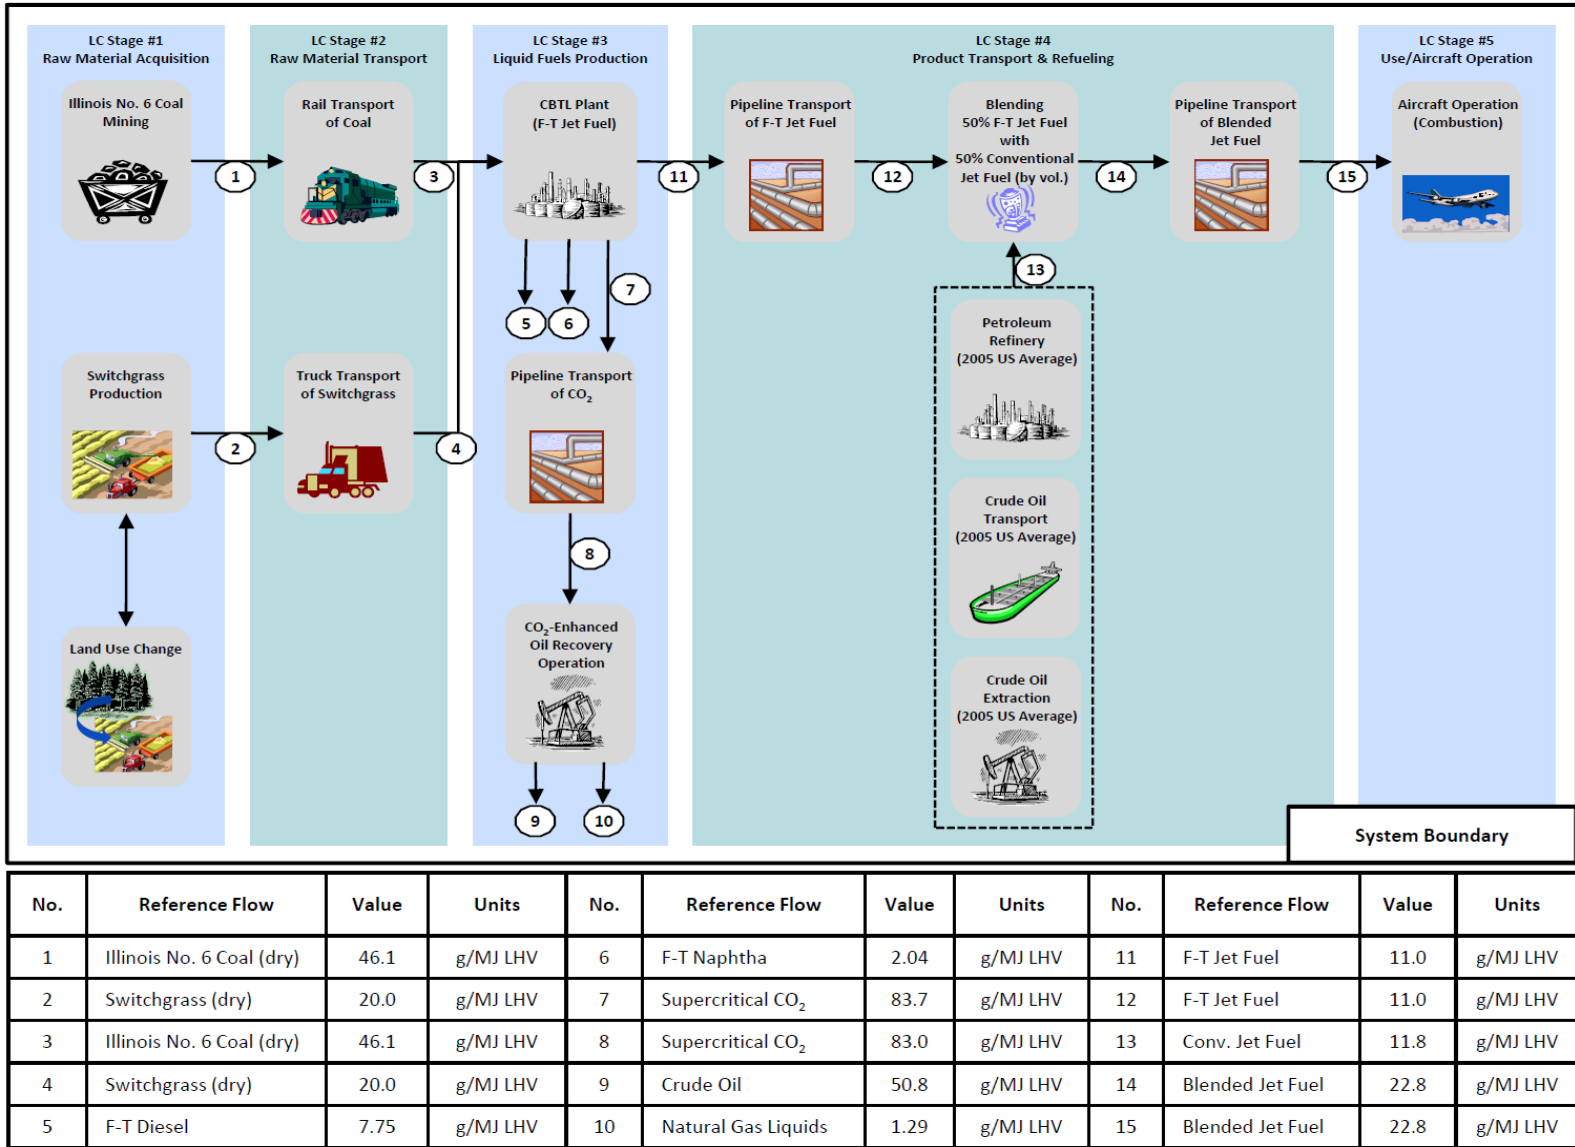 LC Stage #1
Raw Material Acquisition
LC Stage #2
Raw Material Transport
LC Stage #3
Liquid Fuels Production
LC Stage #4
Product Transport & Refueling
LC Stage #5
Use/Aircraft Operation
Illinois No. 6 Coal
Mining
Rail Transport
of Coal
CBTL Plant
(F-T Jet Fuel)
Pipeline Transport
of F-T Jet Fuel
Blending
50% F-T Jet Fuel
with
50% Conventional
Jet Fuel (by vol.)
Pipeline Transport
of Blended
Jet Fuel
Aircraft Operation
(Combustion)
1
3
11
12
14
15
13
7
5
6
Petroleum
Refinery
(2005 US Average)
Switchgrass
Production
Truck Transport
of Switchgrass
Pipeline Transport
of CO2
2
4
Crude Oil
Transport
(2005 US Average)
8
Land Use Change
CO2-Enhanced
Oil Recovery
Operation
Crude Oil
Extraction
(2005 US Average)
9
10
System Boundary
No. Reference Flow Value Units No. Reference Flow Value Units No. Reference Flow Value Units
1 Illinois No. 6 Coal (dry) 46.1 g/MJ LHV 6 F-T Naphtha 2.04 g/MJ LHV 11 F-T Jet Fuel 11.0 g/MJ LHV
2 Switchgrass (dry) 20.0 g/MJ LHV 7 Supercritical CO2 83.7 g/MJ LHV 12 F-T Jet Fuel 11.0 g/MJ LHV
3 Illinois No. 6 Coal (dry) 46.1 g/MJ LHV 8 Supercritical CO2 83.0 g/MJ LHV 13 Conv. Jet Fuel 11.8 g/MJ LHV
4 Switchgrass (dry) 20.0 g/MJ LHV 9 Crude Oil 50.8 g/MJ LHV 14 Blended Jet Fuel 22.8 g/MJ LHV
5 F-T Diesel 7.75 g/MJ LHV 10 Natural Gas Liquids 1.29 g/MJ LHV 15 Blended Jet Fuel 22.8 g/MJ LHV